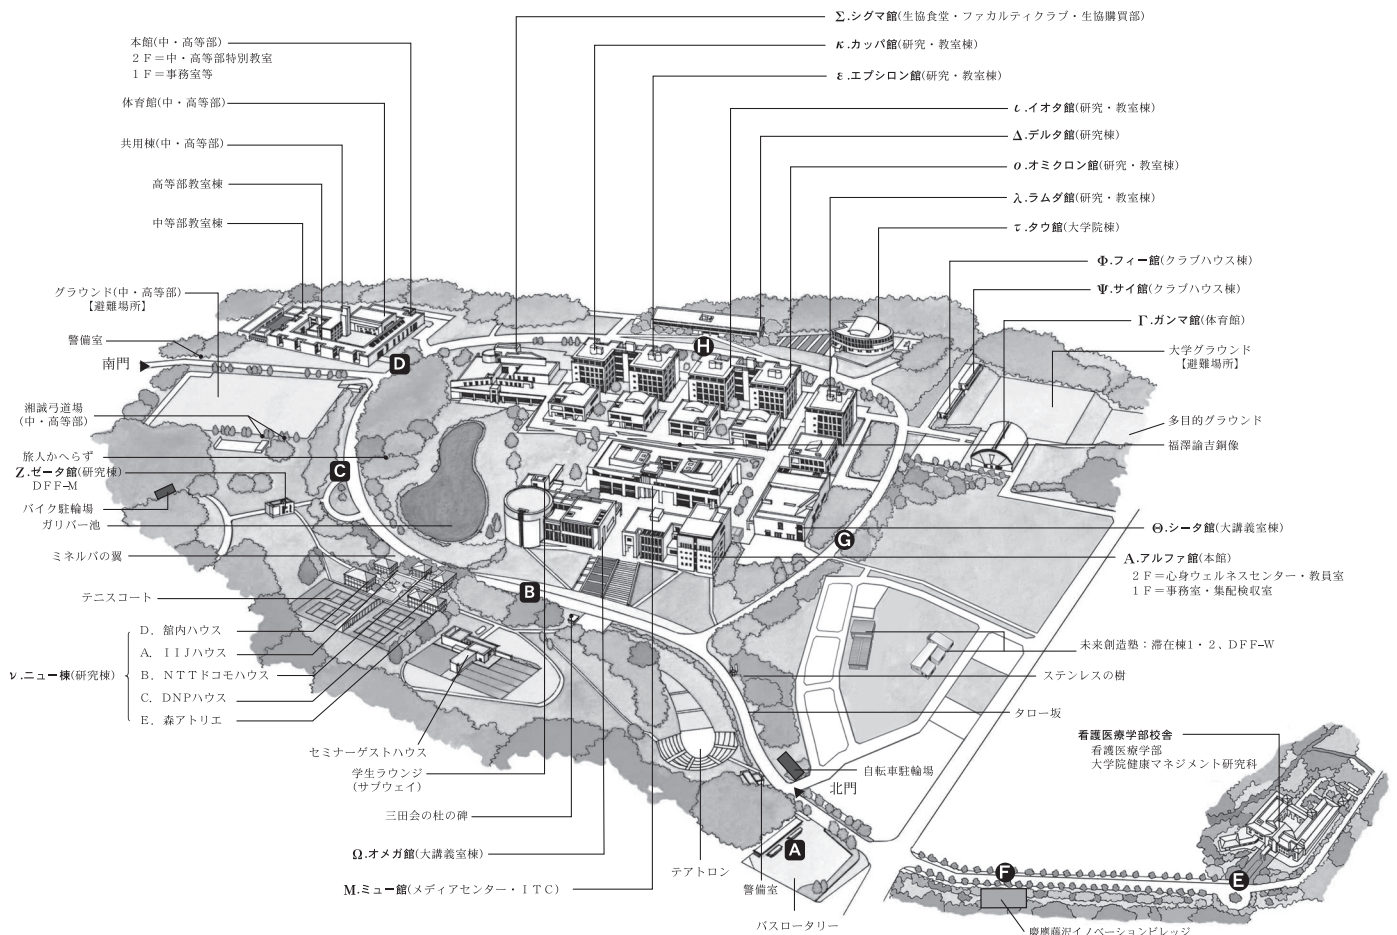 Σ.シグマ館(生協食堂・ファカルティクラブ・生協購買部)
κ.カッパ館(研究・教室棟)
ε.エプシロン館(研究・教室棟)
ι.イオタ館(研究・教室棟)
Δ.デルタ館(研究棟)
ο.オミクロン館(研究・教室棟)
λ.ラムダ館(研究・教室棟)
τ.タウ館(大学院棟)
Φ.フィー館(クラブハウス棟)
Ψ.サイ館(クラブハウス棟)
Γ.ガンマ館(体育館)
大学グラウンド
【避難場所】
多目的グラウンド
福澤諭吉銅像
本館(中・高等部)
2F=中・高等部特別教室
1F=事務室等
体育館(中・高等部)
共用棟(中・高等部)
高等部教室棟
中等部教室棟
グラウンド(中・高等部)
【避難場所】
警備室
南門
湘誠弓道場
(中・高等部)
旅人かへらず
Z.ゼータ館(研究棟)
DFF-M
バイク駐輪場
ガリバー池
ミネルバの翼
テニスコート
ν.ニュー棟(研究棟)
D. 舘内ハウス
A. IIJハウス
B. NTTドコモハウス
C. DNPハウス
E. 森アトリエ
セミナーゲストハウス
学生ラウンジ
(サブウェイ)
三田会の杜の碑
Ω.オメガ館(大講義室棟)
M.ミュー館(メディアセンター・ITC)
D
H
C
B
G
A
F
E
Θ.シータ館(大講義室棟)
A.アルファ館(本館)
2F=心身ウェルネスセンター・教員室
1F=事務室・集配検収室
未来創造塾:滞在棟1・2、DFF-W
ステンレスの樹
タロー坂
自転車駐輪場
北門
テアトロン
警備室
バスロータリー
看護医療学部校舎
看護医療学部
大学院健康マネジメント研究科
慶應藤沢イノベーションビレッジ